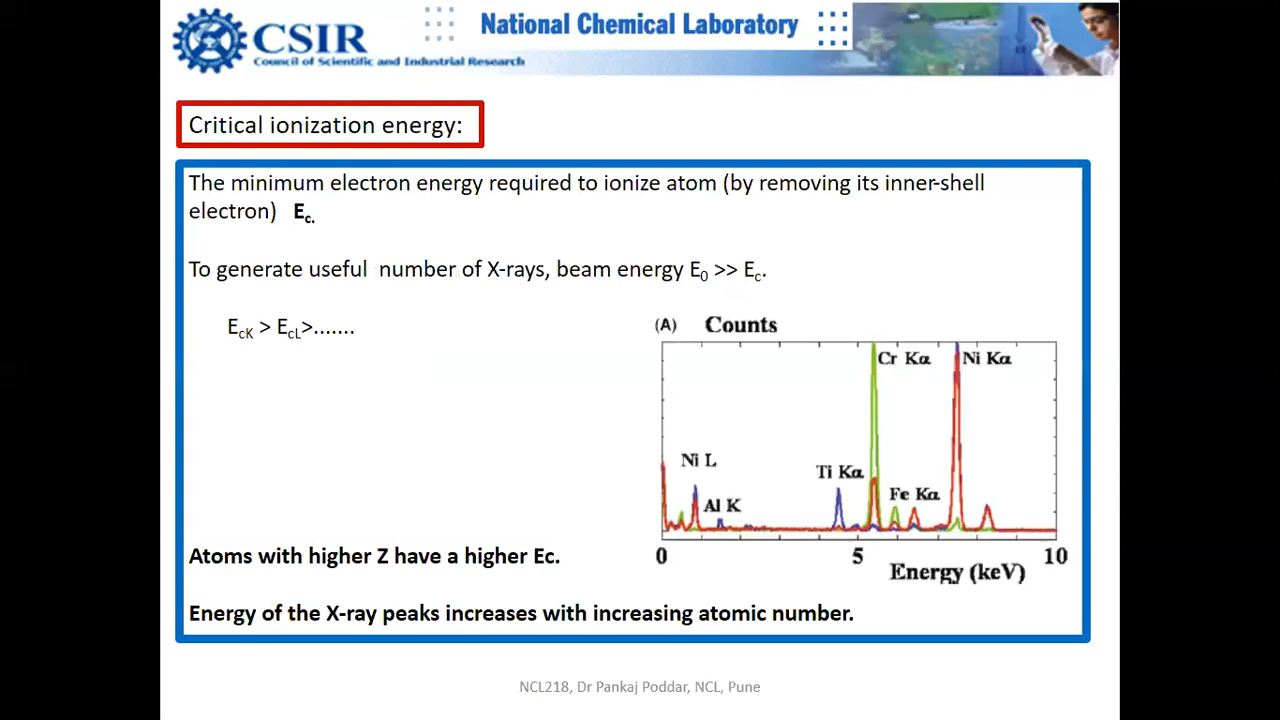 CSIR
Council of Scientific and Industrial Research
National Chemical Laboratory
Critical ionization energy:
The minimum electron energy required to ionize atom (by removing its inner-shell
electron) Ec.
To generate useful number of X-rays, beam energy E0 >> Ec.
EcK > EcL>.......
(A) Counts
Cr Kα Ni Kα
Ni L
Ti Kα
Al K
Fe Kα
0 5 10
Energy (keV)
Atoms with higher Z have a higher Ec.
Energy of the X-ray peaks increases with increasing atomic number.
NCL218, Dr Pankaj Poddar, NCL, Pune